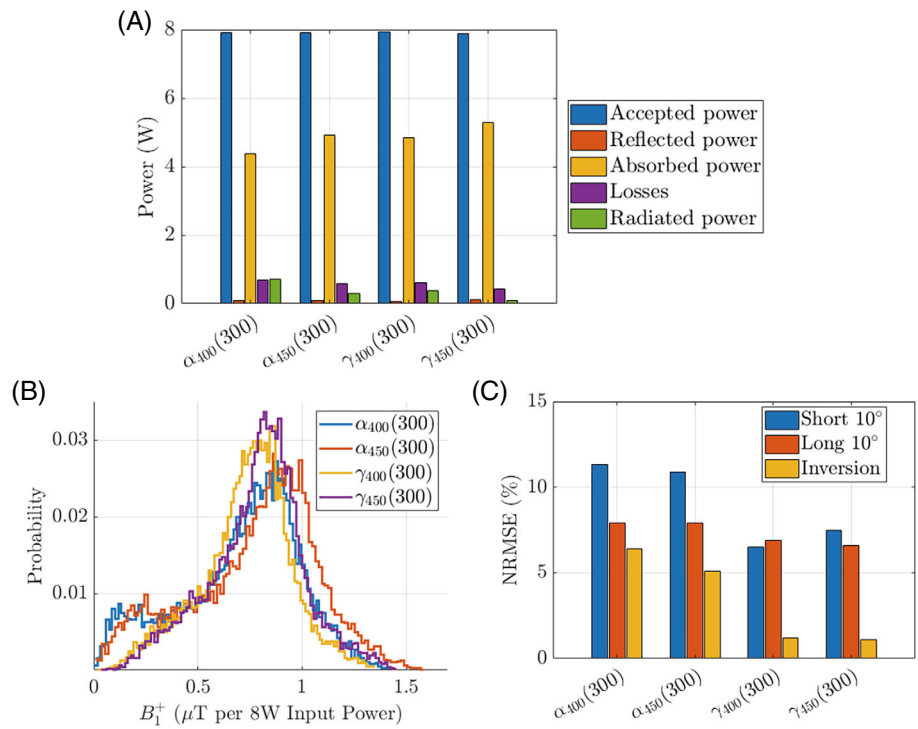 (A)
8
6
4
2
0
Power (W)
α400(300)
α450(300)
γ400(300)
γ450(300)
Accepted power
Reflected power
Absorbed power
Losses
Radiated power
(B)
0.03
0.02
0.01
Probability
0
0.5
1
1.5
B1+ (μT per 8W Input Power)
α400(300)
α450(300)
γ400(300)
γ450(300)
(C)
15
10
5
0
NRMSE (%)
α400(300)
α450(300)
γ400(300)
γ450(300)
Short 10°
Long 10°
Inversion